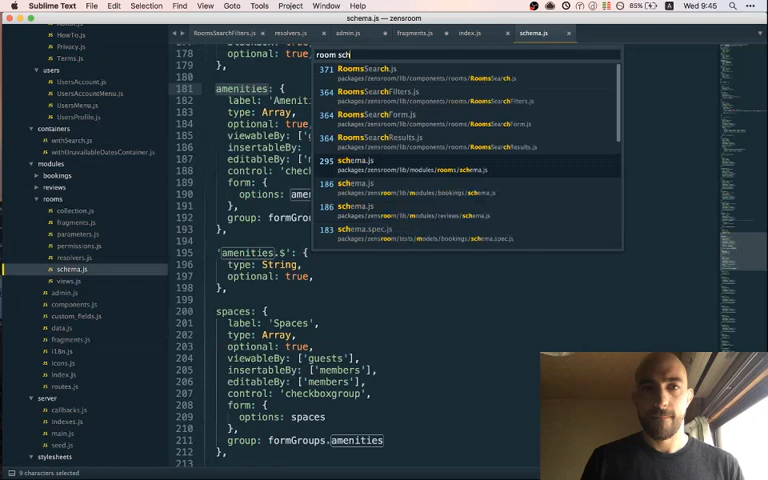 Sublime Text File Edit Selection Find View Goto Tools Project Window Help 85% Wed 9:45
schema.js — zensroom
RoomsSearchFilters.js resolvers.js admin.js fragments.js index.js schema.js
HowTo.js
Privacy.js
Terms.js
users
UsersAccount.js
UsersAccountMenu.js
UsersMenu.js
UsersProfile.js
containers
withSearch.js
withUnavailableDatesContainer.js
modules
bookings
reviews
rooms
collection.js
fragments.js
parameters.js
permissions.js
resolvers.js
schema.js
views.js
admin.js
components.js
custom_fields.js
data.js
fragments.js
i18n.js
icons.js
index.js
routes.js
server
callbacks.js
indexes.js
main.js
seed.js
stylesheets
room sch
371 RoomsSearch.js
packages/zensroom/lib/components/rooms/RoomsSearch.js
364 RoomsSearchFilters.js
packages/zensroom/lib/components/rooms/RoomsSearchFilters.js
364 RoomsSearchForm.js
packages/zensroom/lib/components/rooms/RoomsSearchForm.js
364 RoomsSearchResults.js
packages/zensroom/lib/components/rooms/RoomsSearchResults.js
295 schema.js
packages/zensroom/lib/modules/rooms/schema.js
186 schema.js
packages/zensroom/lib/modules/bookings/schema.js
186 schema.js
packages/zensroom/lib/modules/reviews/schema.js
183 schema.spec.js
packages/zensroom/tests/models/bookings/schema.spec.js
178 optional: true,
179 },
180
181 amenities: {
182 label: 'Ameniti
183 type: Array,
184 optional: true,
185 viewableBy: ['g
186 insertableBy:
187 editableBy: ['m
188 control: 'check
189 form: {
190 options: amen
191 },
192 group: formGrou
193 },
194
195 'amenities.$': {
196 type: String,
197 optional: true,
198 },
199
200 spaces: {
201 label: 'Spaces',
202 type: Array,
203 optional: true,
204 viewableBy: ['guests'],
205 insertableBy: ['members'],
206 editableBy: ['members'],
207 control: 'checkboxgroup',
208 form: {
209 options: spaces
210 },
211 group: formGroups.amenities
212 },
213
9 characters selected